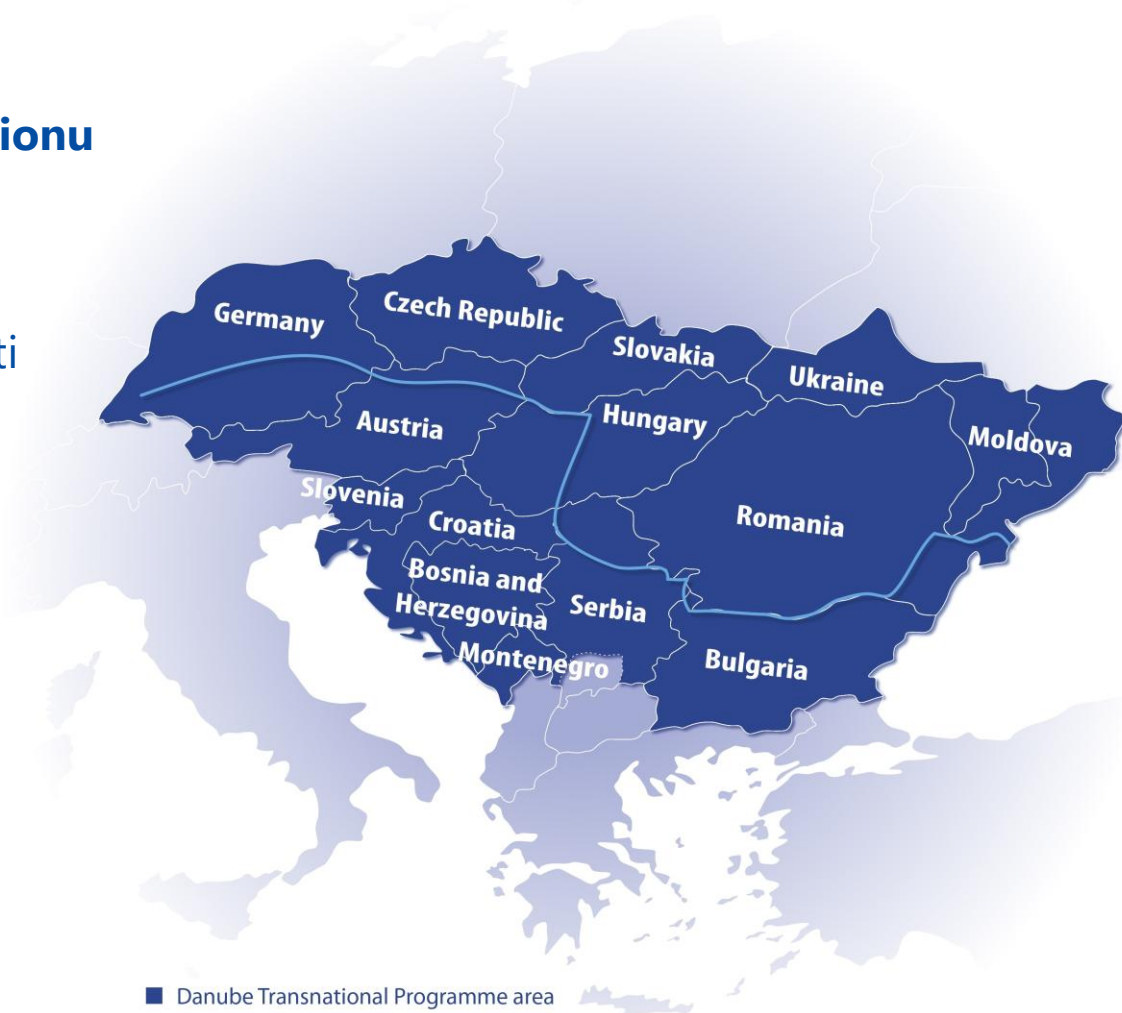 ionu
ti
Germany
Czech Republic
Slovakia
Ukraine
Austria
Hungary
Moldova
Slovenia
Croatia
Romania
Bosnia and
Herzegovina
Serbia
Montenegro
Bulgaria
Danube Transnational Programme area